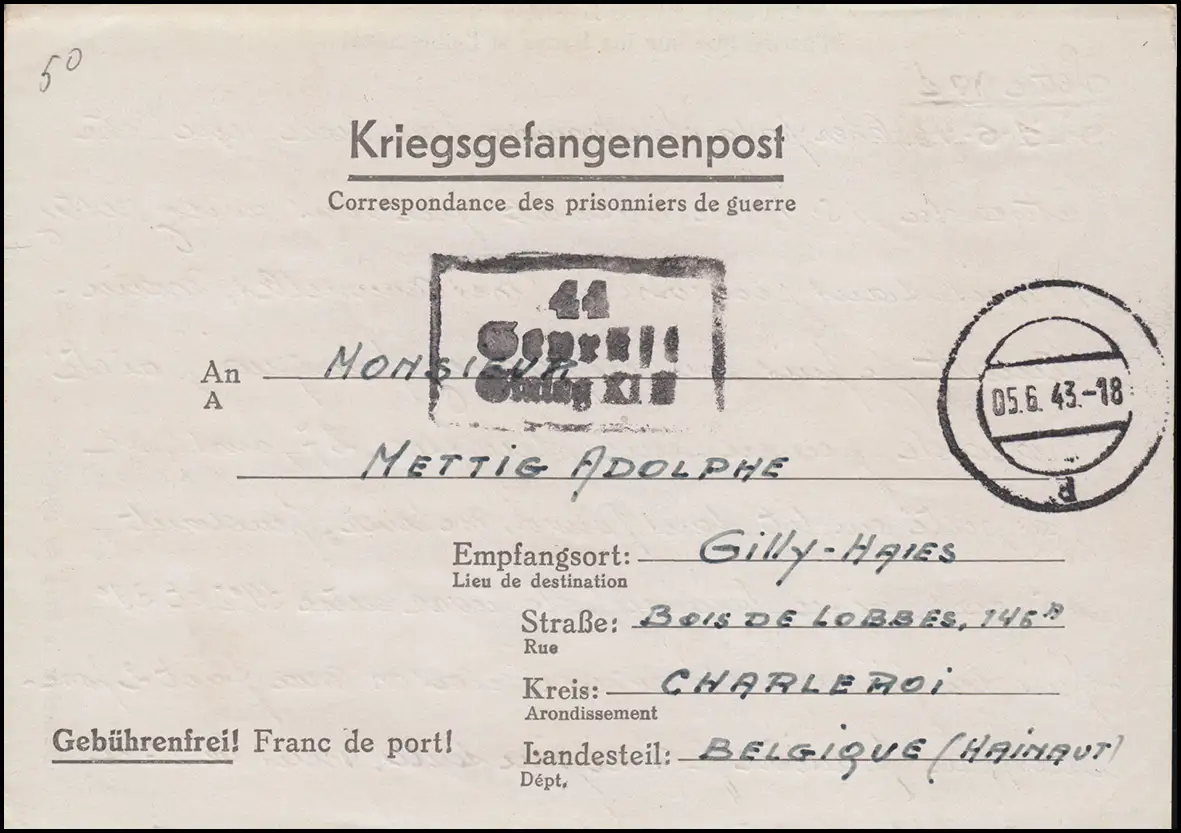 50
Kriegsgefangenenpost
Correspondance des prisonniers de guerre
44
Geprüft
Stalag XI B
An MONSIEUR
A
METTIG ADOLPHE
05.6.43.-18
Empfangsort: Gilly-HAIES
Lieu de destination
Straße: BOIS DE LOBBES, 146A
Rue
Kreis: CHARLEROi
Arondissement
Gebührenfrei! Franc de port!
Landesteil: BELGIQUE (HAINAUT)
Dépt.